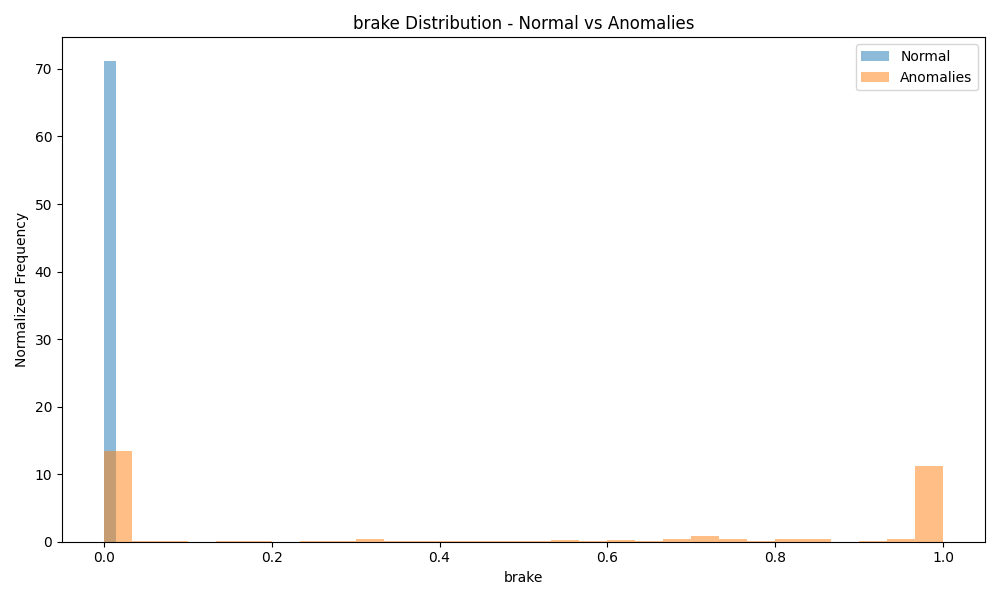 brake Distribution - Normal vs Anomalies
Normal
Anomalies
Normalized Frequency
70
60
50
40
30
20
10
0
0.0 0.2 0.4 0.6 0.8 1.0
brake